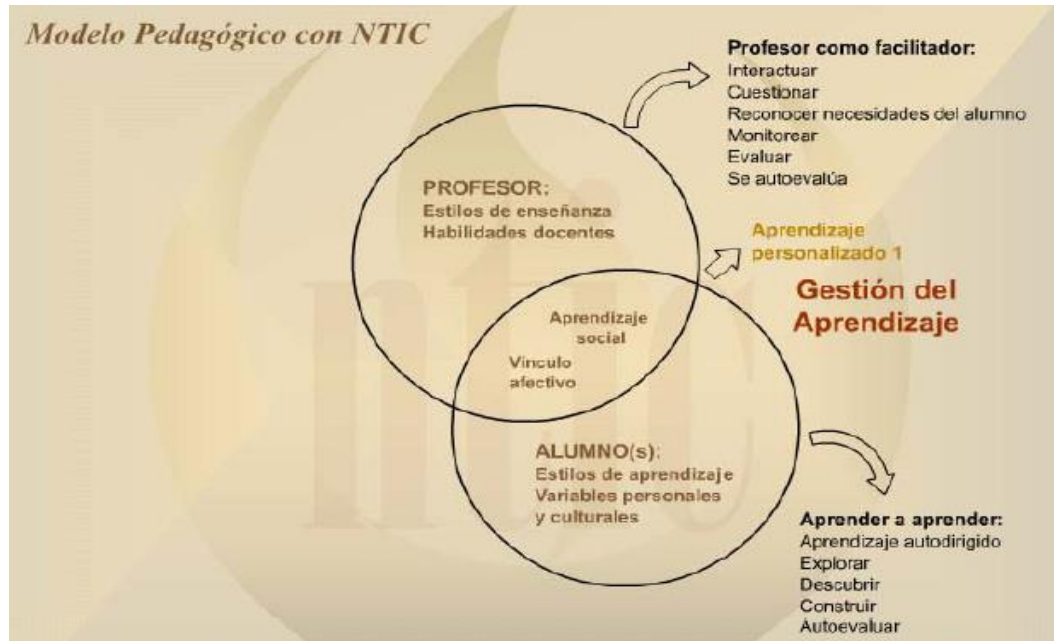 Modelo Pedagógico con NTIC
Profesor como facilitador:
Interactuar
Cuestionar
Reconocer necesidades del alumno
Monitorear
Evaluar
Se autoevalúa
PROFESOR:
Estilos de enseñanza
Habilidades docentes
Aprendizaje
personalizado 1
Gestión del
Aprendizaje
Aprendizaje
social
Vinculo
afectivo
ALUMNO(s):
Estilos de aprendizaje
Variables personales
y culturales
Aprender a aprender:
Aprendizaje autodirigido
Explorar
Descubrir
Construir
Autoevaluar
ntic